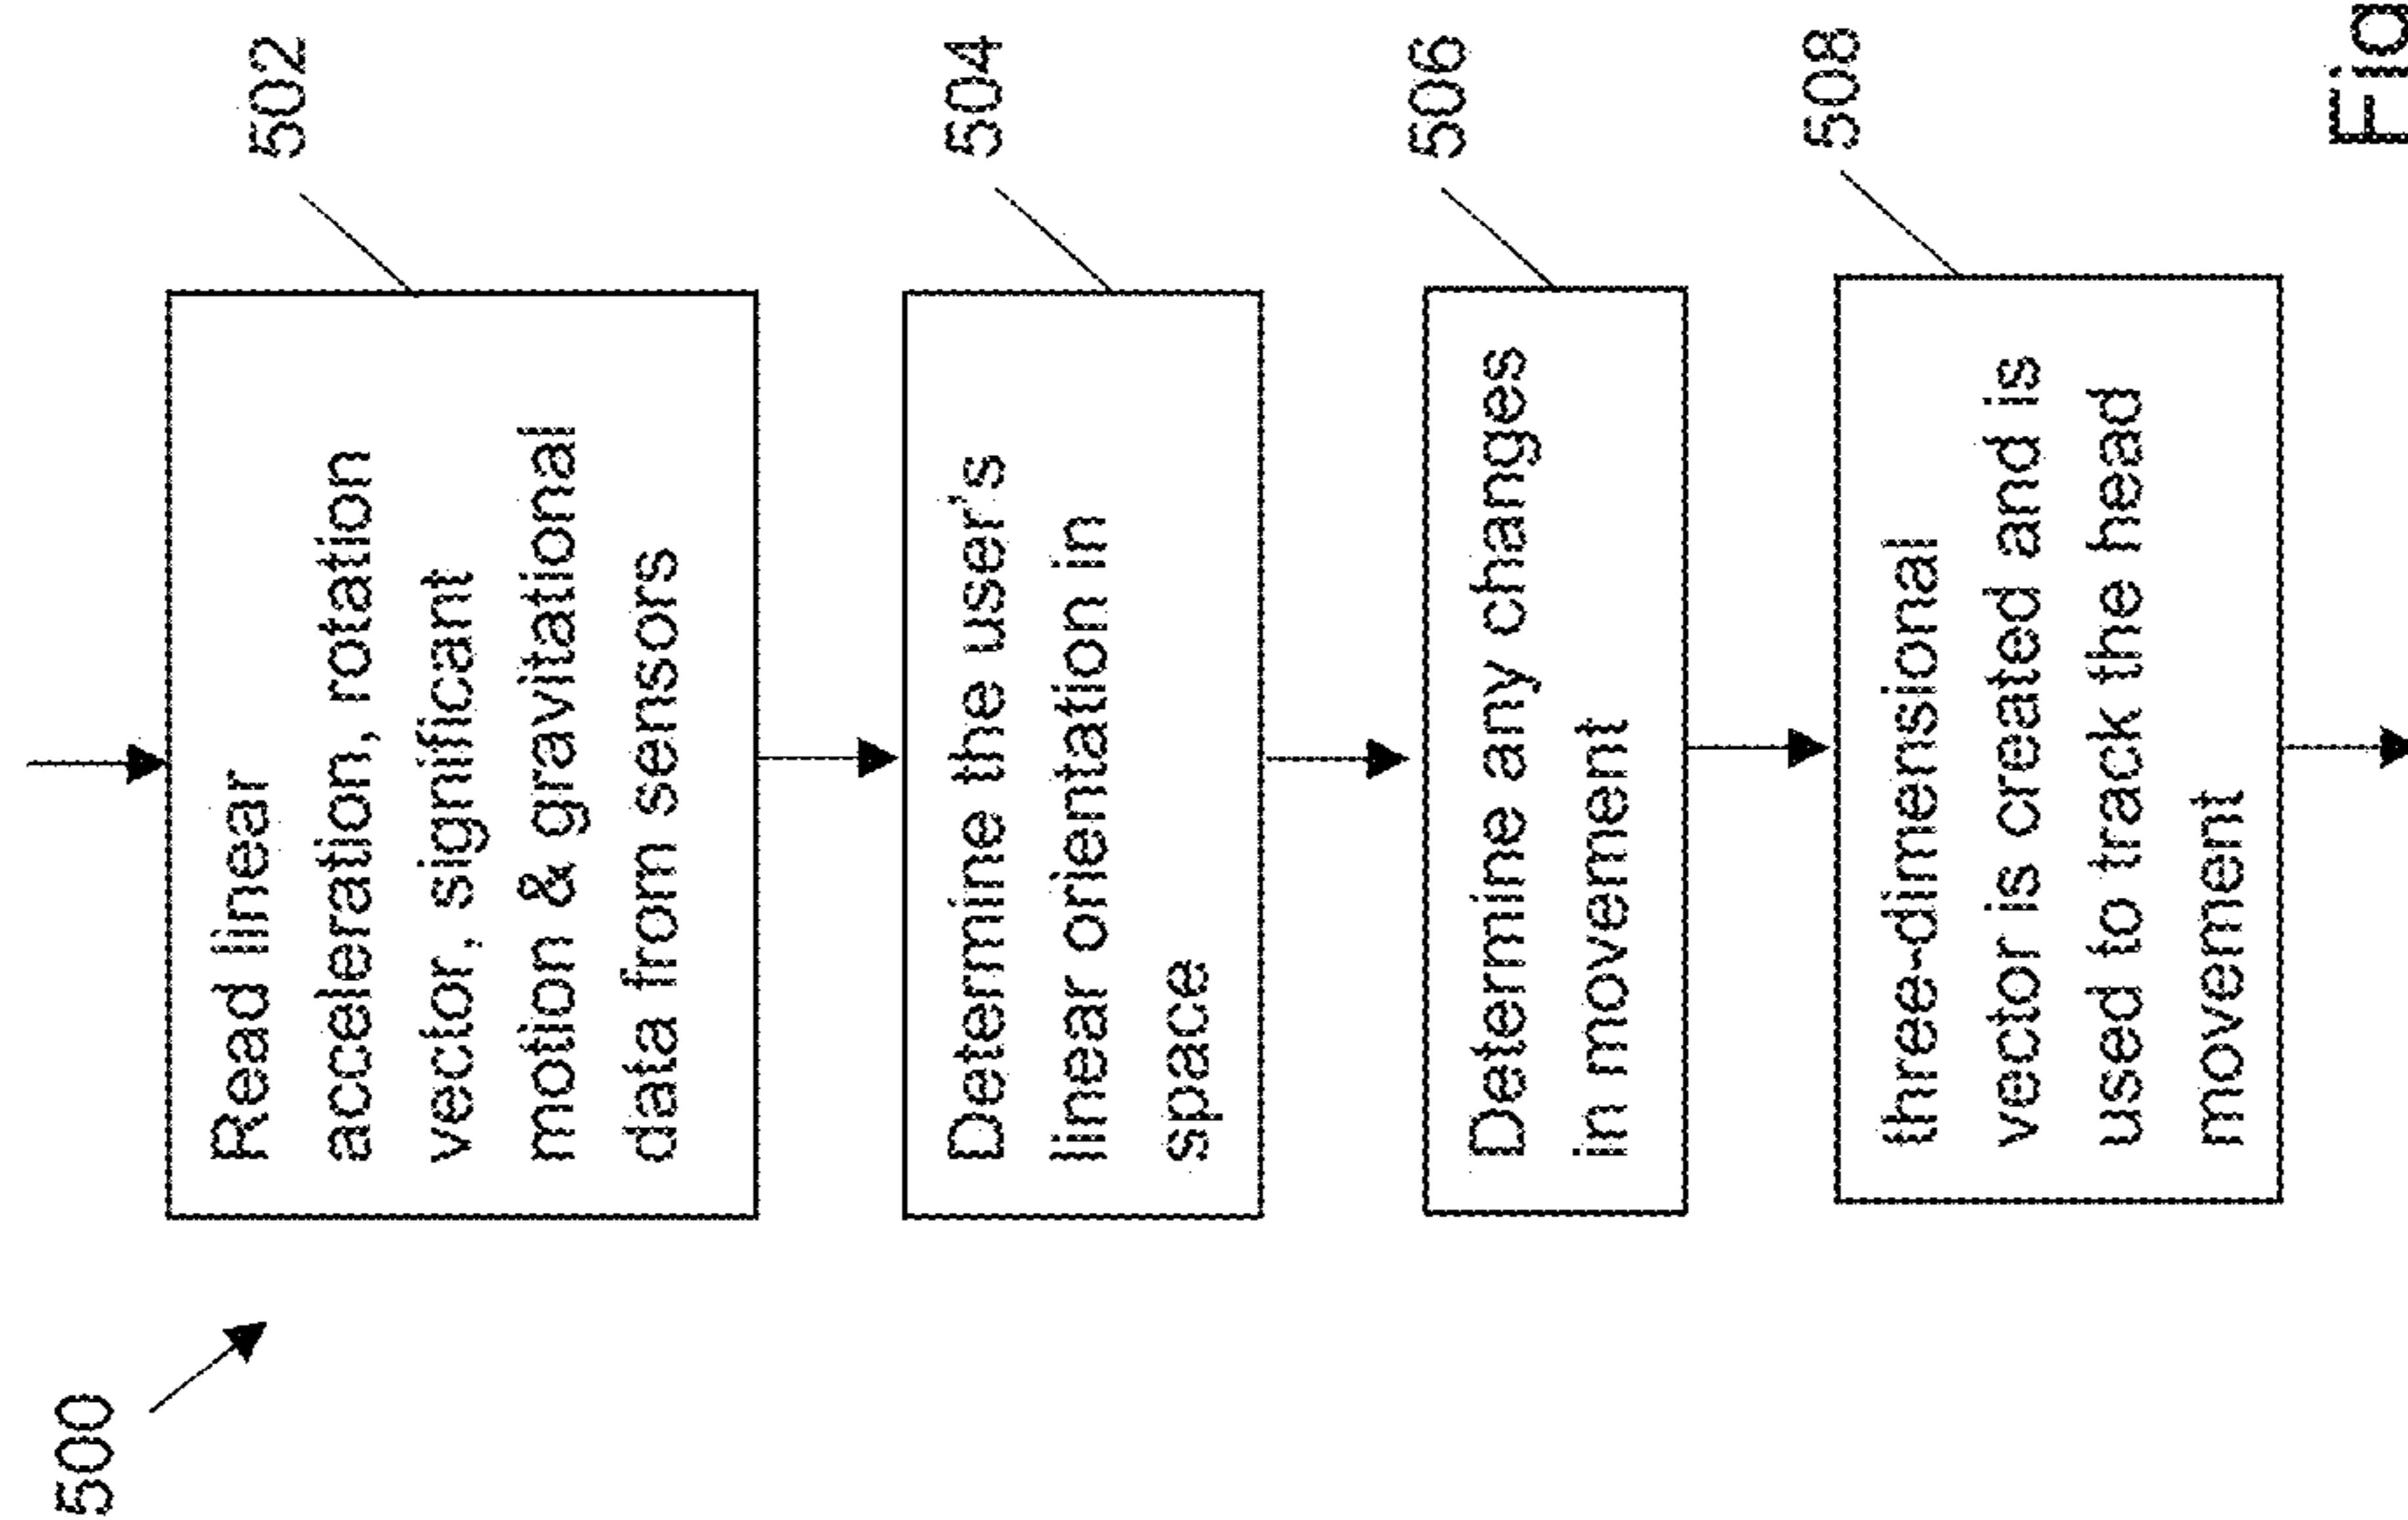 500
Read linear
acceleration, rotation
vector, significant
motion & gravitational
data from sensors
502
Determine the user's
linear orientation in
space
504
Determine any changes
in movement
506
three-dimensional
vector is created and is
used to track the head
movement
508